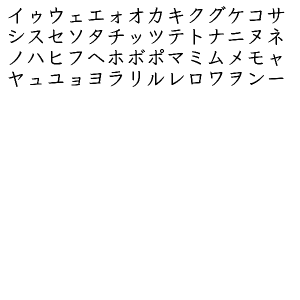 イゥウェエォオカキクグケコサ
シスセソタチッツテトナニヌネ
ノハヒフヘホボポマミムメモャ
ヤュユョヨラリルレロワヲンー